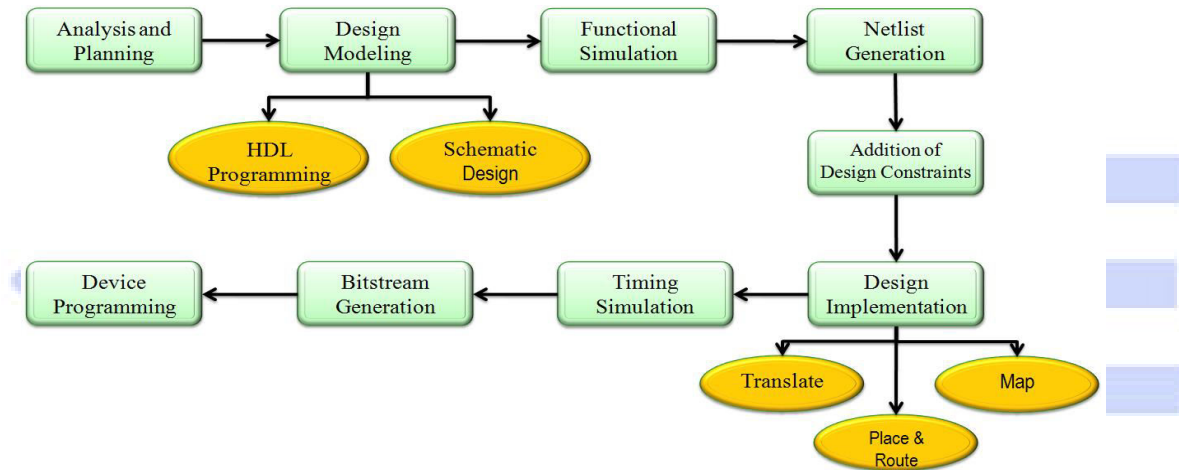 Analysis and
Planning
Design
Modeling
Functional
Simulation
Netlist
Generation
HDL
Programming
Schematic
Design
Addition of
Design Constraints
Device
Programming
Bitstream
Generation
Timing
Simulation
Design
Implementation
Translate
Map
Place &
Route